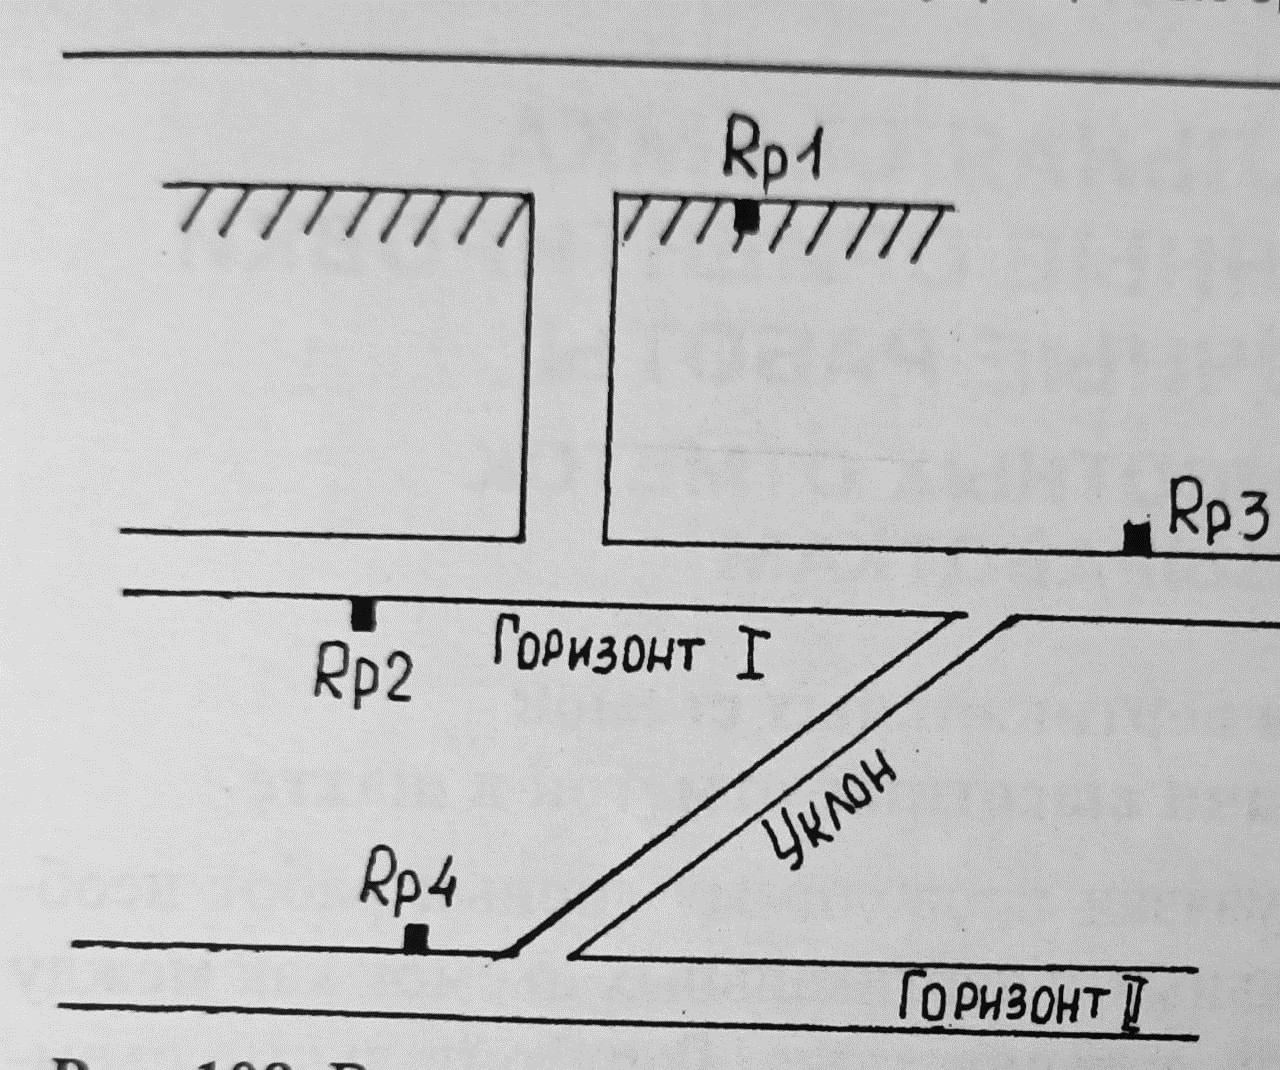 Rp1
Rp3
Горизонт I
Rp2
Уклон
Rp4
Горизонт II